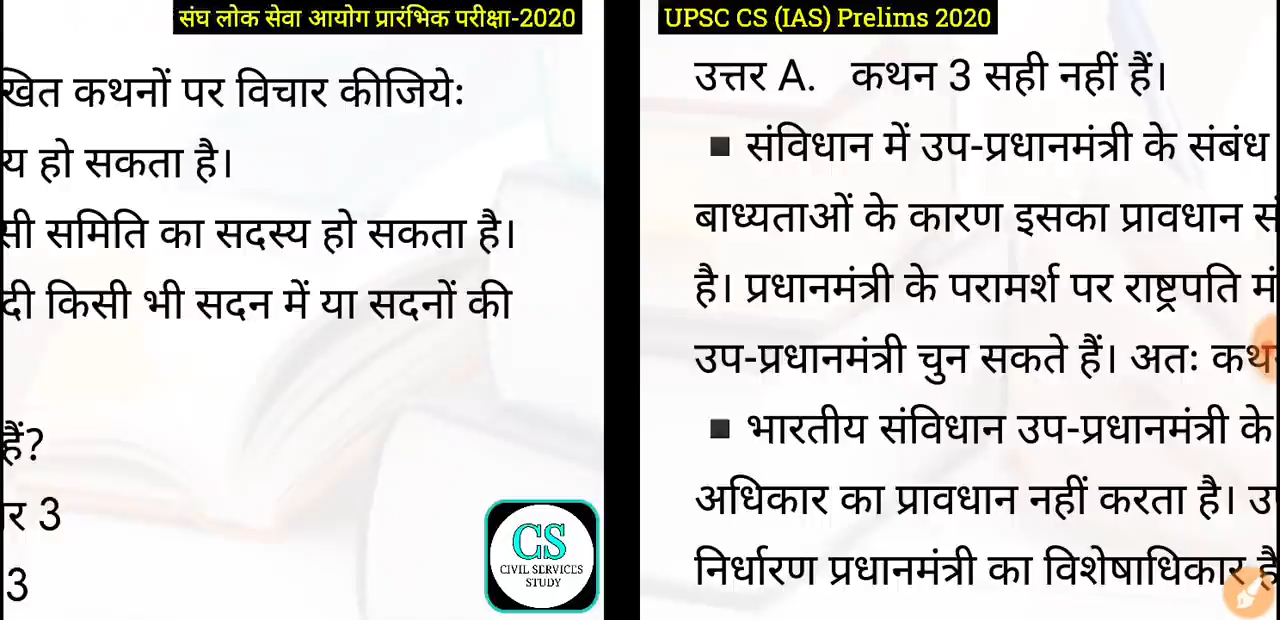 संघ लोक सेवा आयोग प्रारंभिक परीक्षा-2020
खित कथनों पर विचार कीजिये:
य हो सकता है।
सी समिति का सदस्य हो सकता है।
दी किसी भी सदन में या सदनों की
हैं?
र 3
3
CS
CIVIL SERVICES
STUDY
UPSC CS (IAS) Prelims 2020
उत्तर A. कथन 3 सही नहीं हैं।
▪ संविधान में उप-प्रधानमंत्री के संबंध
बाध्यताओं के कारण इसका प्रावधान
है। प्रधानमंत्री के परामर्श पर राष्ट्रपति मं
उप-प्रधानमंत्री चुन सकते हैं। अतः कथ
▪ भारतीय संविधान उप-प्रधानमंत्री के
अधिकार का प्रावधान नहीं करता है। उ
निर्धारण प्रधानमंत्री का विशेषाधिकार है